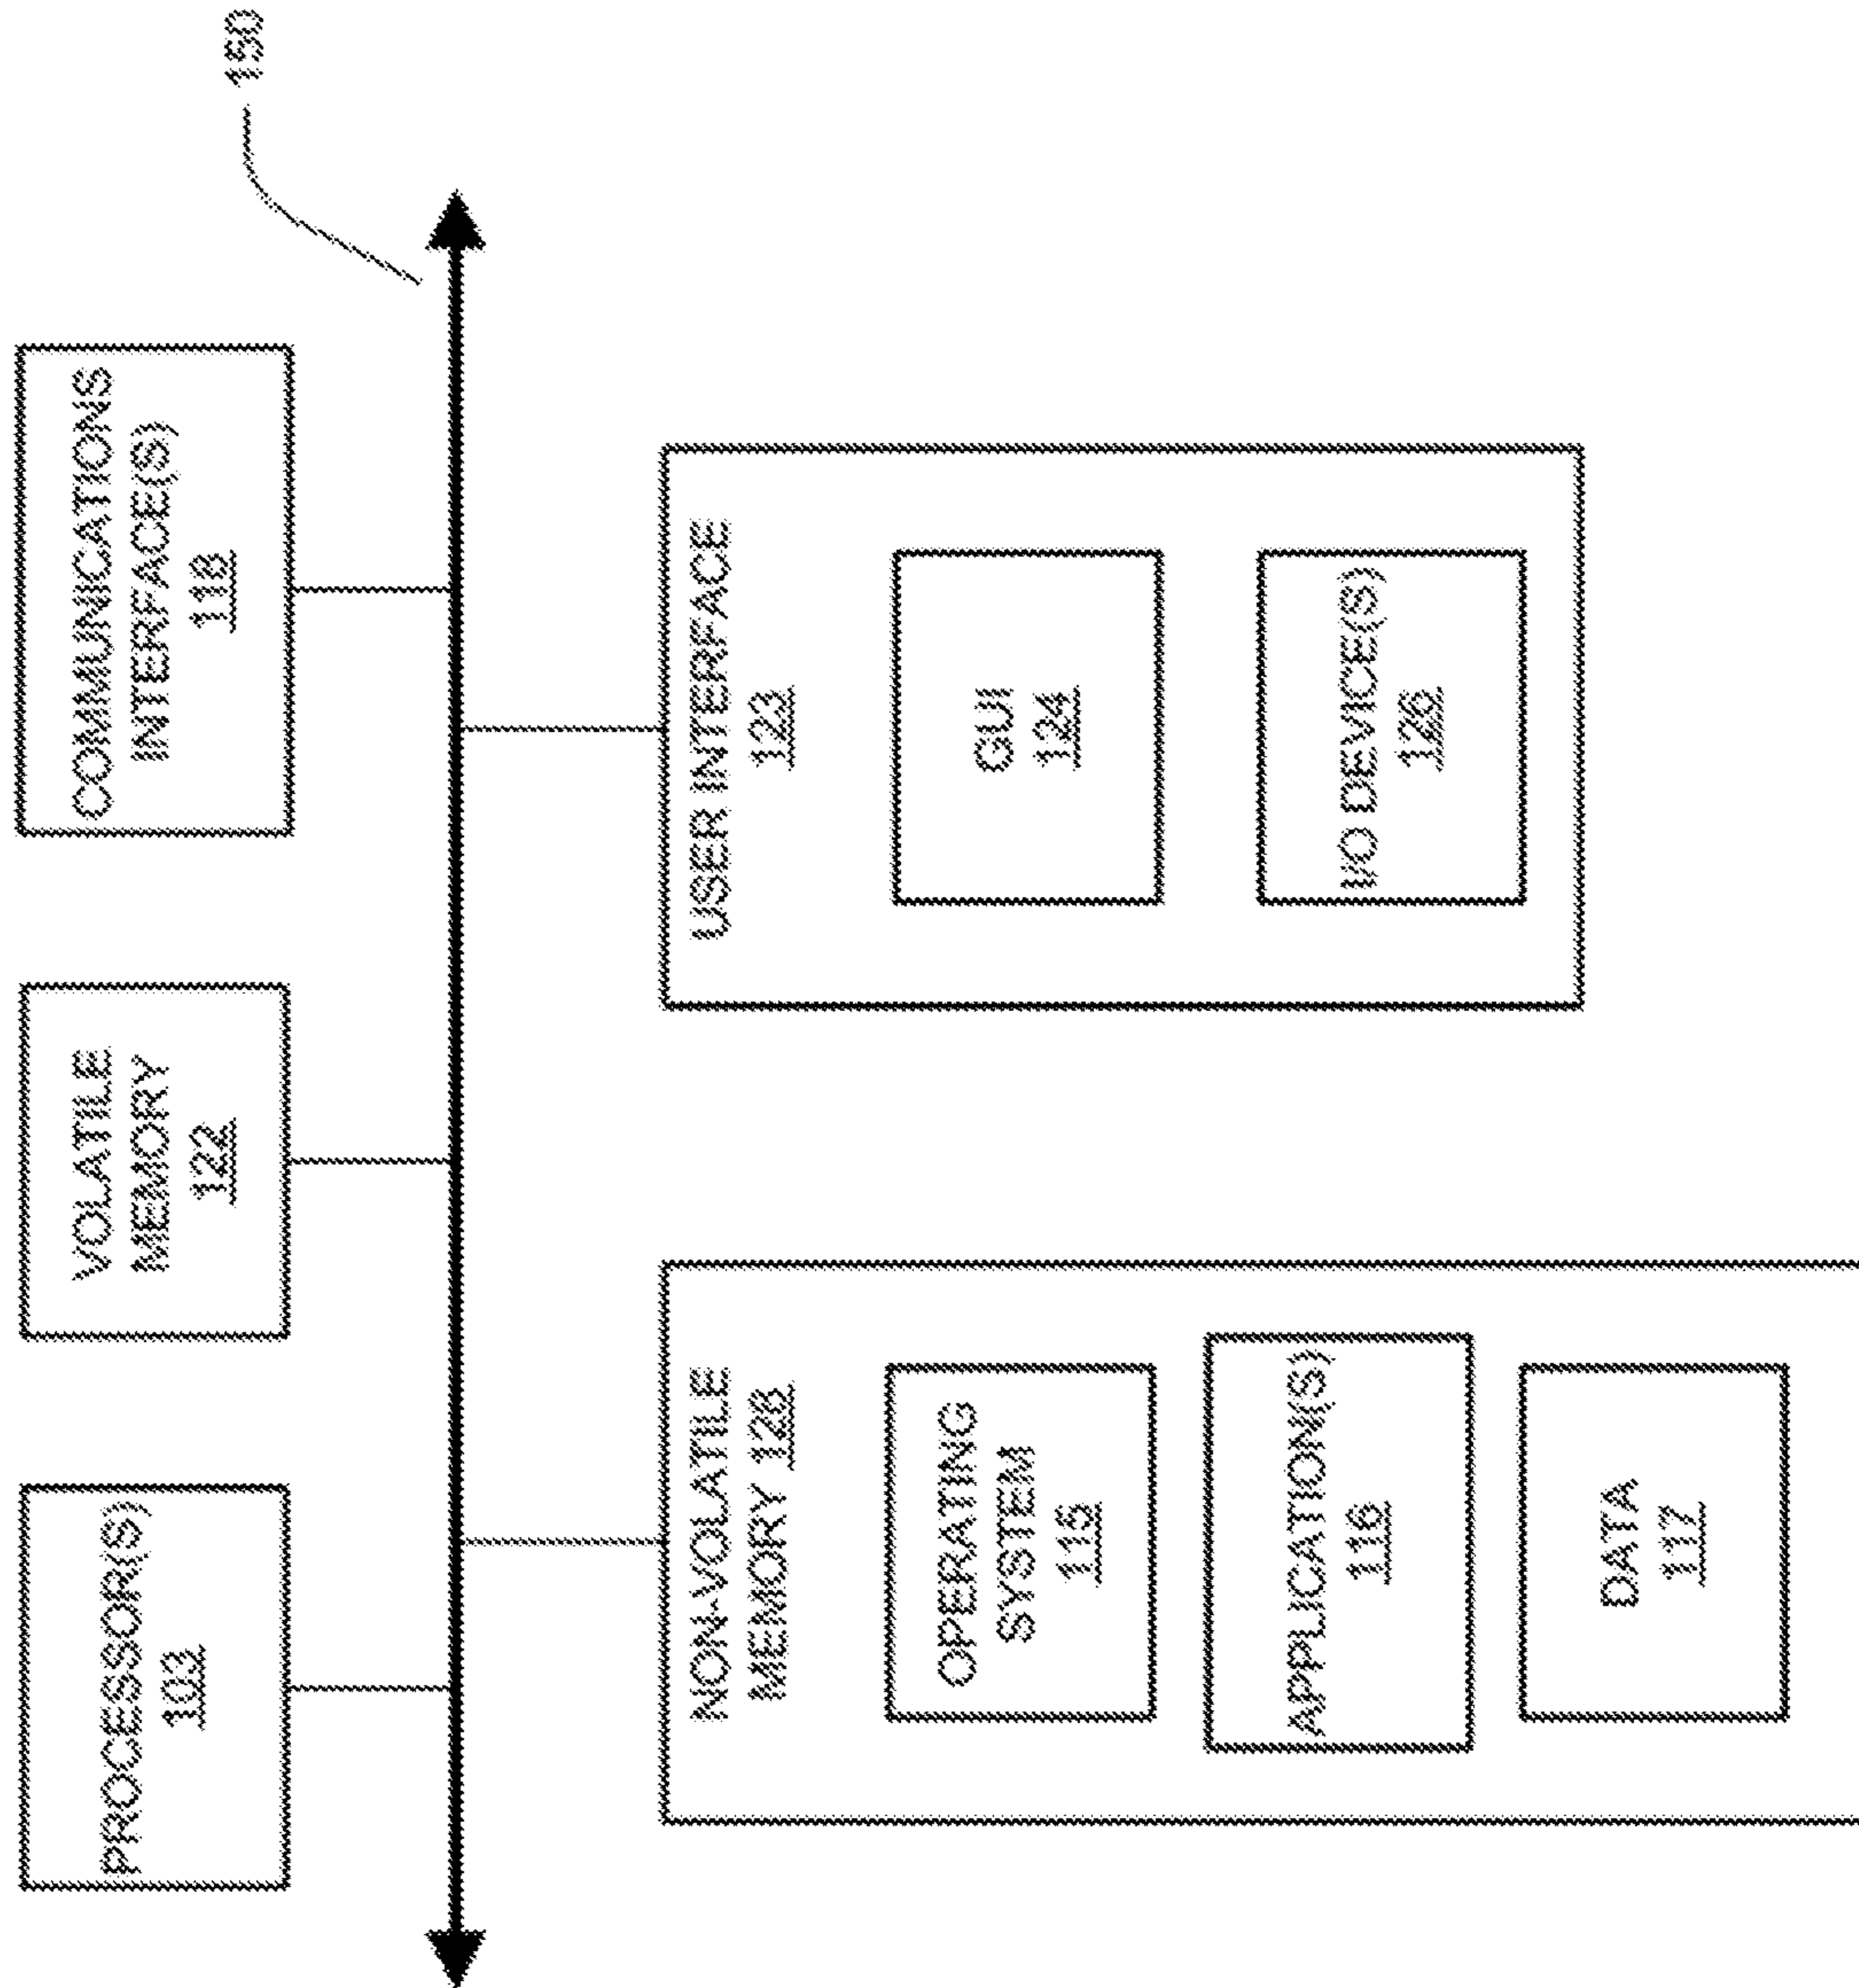 PROCESSOR(S)
103
VOLATILE
MEMORY
122
COMMUNICATIONS
INTERFACE(S)
118
150
NON-VOLATILE
MEMORY 128
OPERATING
SYSTEM
115
APPLICATION(S)
116
DATA
117
USER INTERFACE
123
GUI
124
I/O DEVICE(S)
126